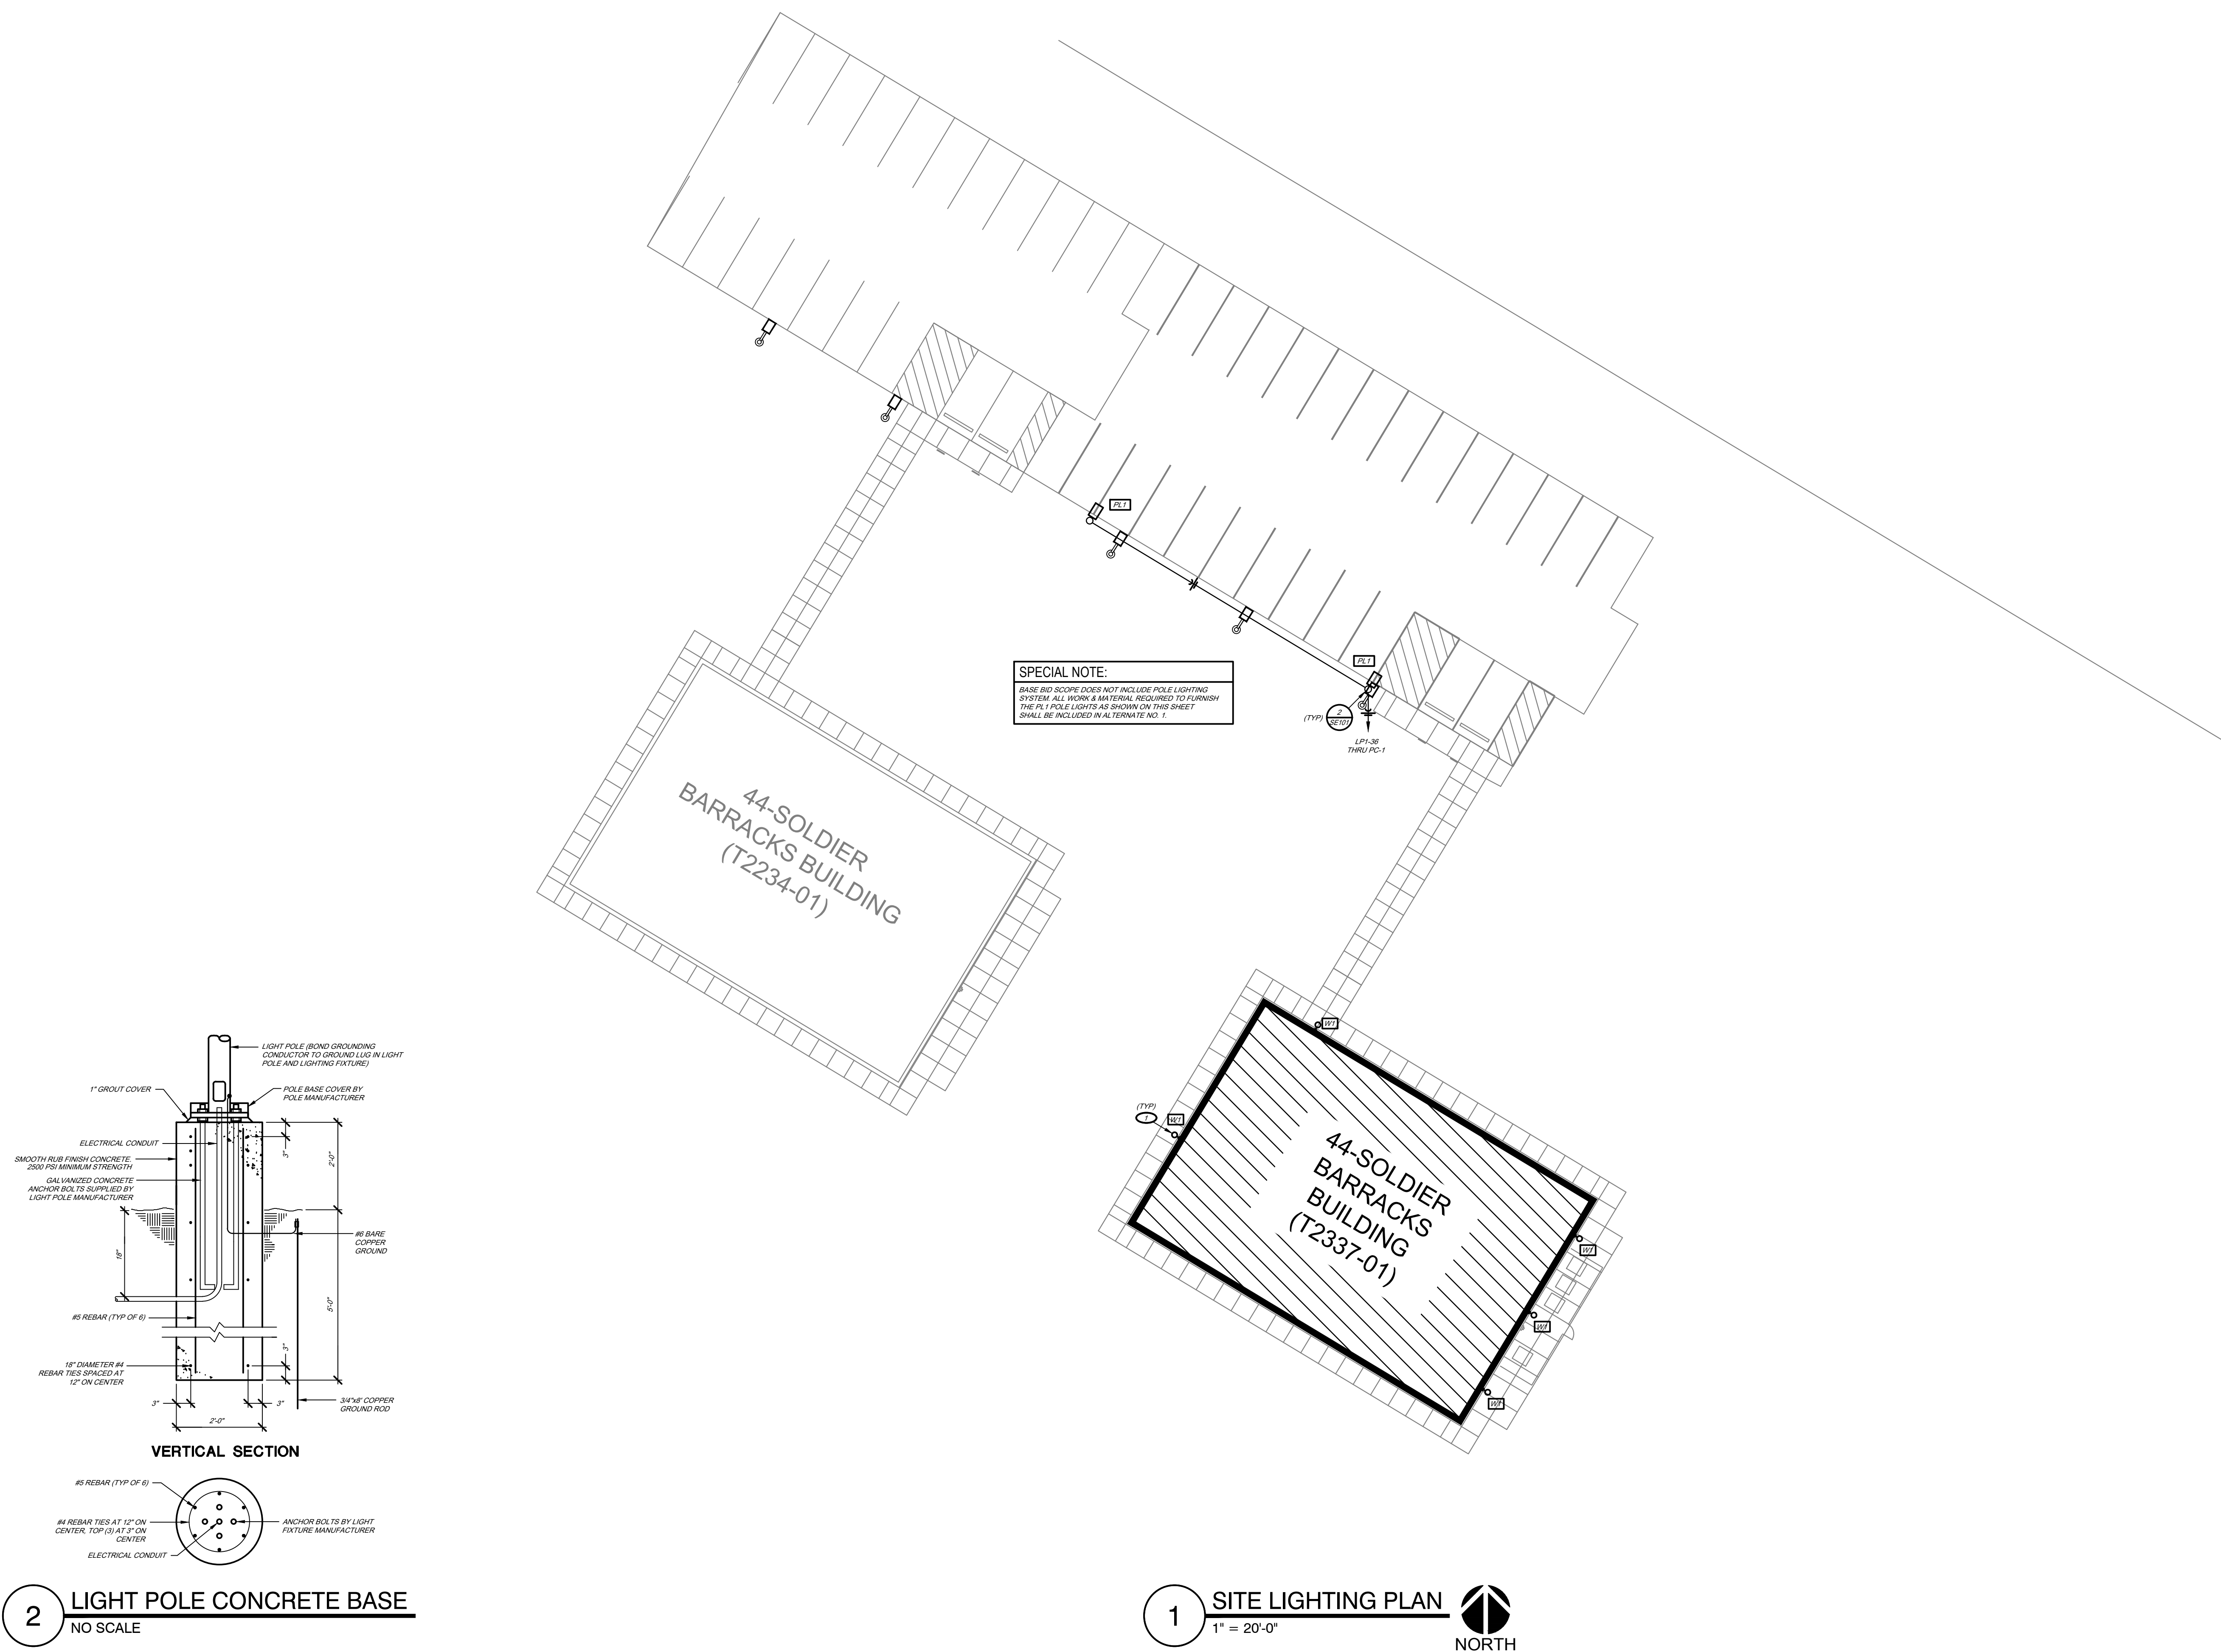 PL1
PL1
SPECIAL NOTE:
BASE BID SCOPE DOES NOT INCLUDE POLE LIGHTING
SYSTEM. ALL WORK & MATERIAL REQUIRED TO FURNISH
THE PL1 POLE LIGHTS AS SHOWN ON THIS SHEET
SHALL BE INCLUDED IN ALTERNATE NO. 1.
(TYP)
2
SE101
LP1-36
THRU PC-1
44-SOLDIER
BARRACKS BUILDING
(T2234-01)
W1
(TYP)
1
W1
44-SOLDIER
BARRACKS
BUILDING
(T2337-01)
W1
W1
W1
LIGHT POLE (BOND GROUNDING
CONDUCTOR TO GROUND LUG IN LIGHT
POLE AND LIGHTING FIXTURE)
1" GROUT COVER
POLE BASE COVER BY
POLE MANUFACTURER
ELECTRICAL CONDUIT
3"
2'-0"
SMOOTH RUB FINISH CONCRETE.
2500 PSI MINIMUM STRENGTH
GALVANIZED CONCRETE
ANCHOR BOLTS SUPPLIED BY
LIGHT POLE MANUFACTURER
18"
#6 BARE
COPPER
GROUND
5'-0"
#5 REBAR (TYP OF 6)
3"
18" DIAMETER #4
REBAR TIES SPACED AT
12" ON CENTER
3"
3"
3/4"x8' COPPER
GROUND ROD
2'-0"
VERTICAL SECTION
#5 REBAR (TYP OF 6)
#4 REBAR TIES AT 12" ON
CENTER, TOP (3) AT 3" ON
CENTER
ANCHOR BOLTS BY LIGHT
FIXTURE MANUFACTURER
ELECTRICAL CONDUIT
2
LIGHT POLE CONCRETE BASE
NO SCALE
1
SITE LIGHTING PLAN
1" = 20'-0"
NORTH